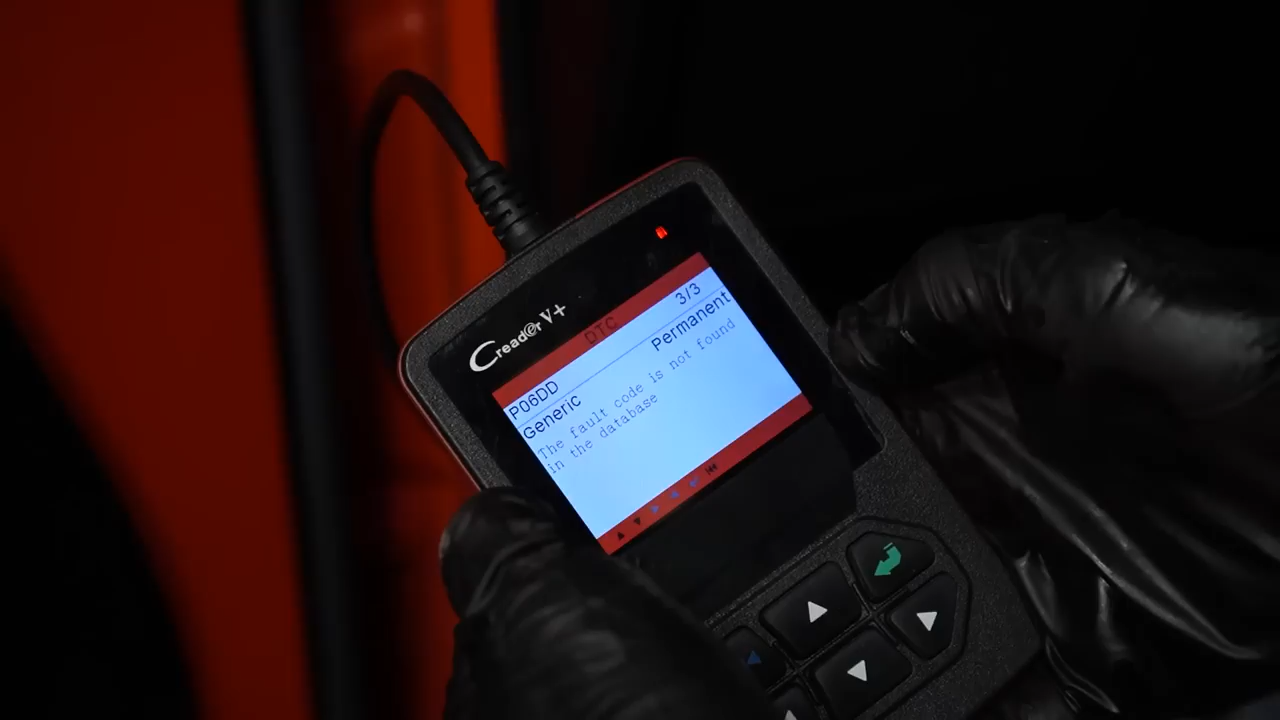 Cread@r V+
DTC 3/3
P06DD Permanent
Generic
The fault code is not found
in the database